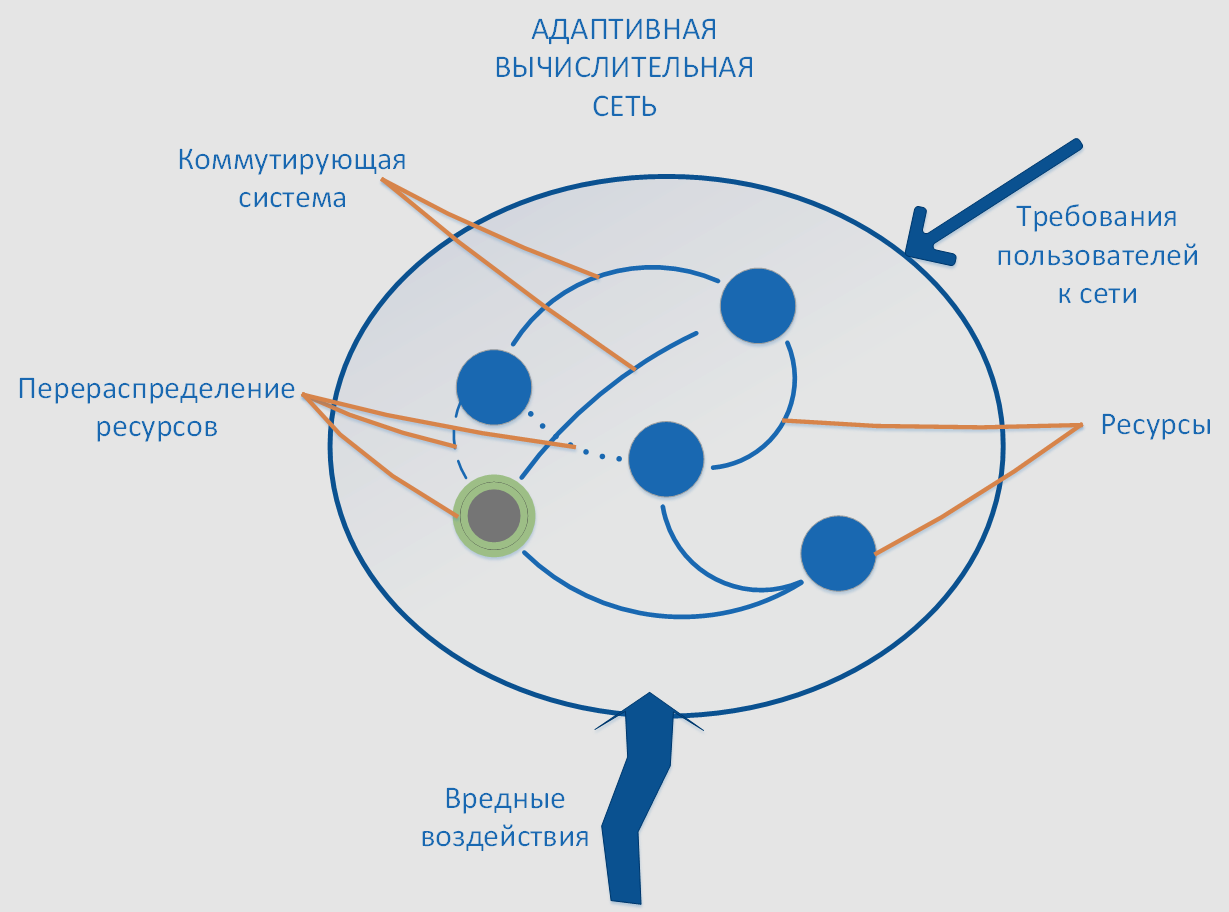 АДАПТИВНАЯ
ВЫЧИСЛИТЕЛЬНАЯ
СЕТЬ
Коммутирующая
система
Требования
пользователей
к сети
Перераспределение
ресурсов
Ресурсы
Вредные
воздействия